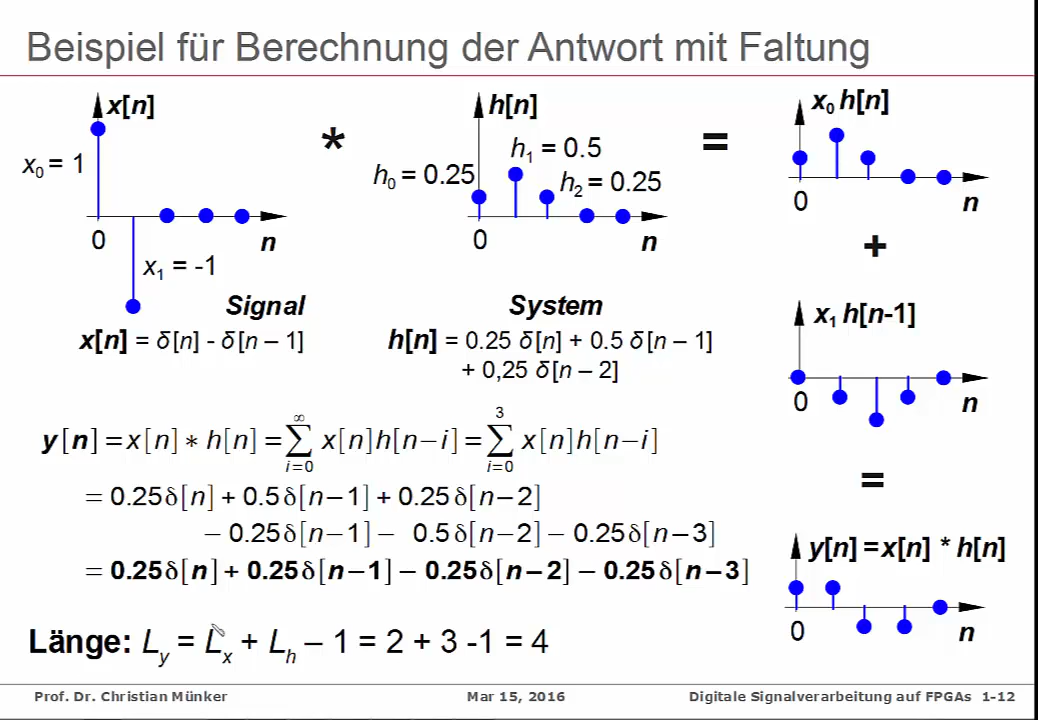 Beispiel für Berechnung der Antwort mit Faltung
x[n]
x₀ = 1
0
n
x₁ = -1
Signal
x[n] = δ[n] - δ[n – 1]
*
h[n]
h₀ = 0.25
h₁ = 0.5
h₂ = 0.25
0
n
System
h[n] = 0.25 δ[n] + 0.5 δ[n – 1]
+ 0,25 δ[n – 2]
=
x₀ h[n]
0
n
+
x₁ h[n-1]
0
n
=
y[n] =x[n] * h[n]
0
n
y[n] = x[n] ∗ h[n] = ∑_{i=0}^{∞} x[n]h[n−i] = ∑_{i=0}^{3} x[n]h[n−i]
= 0.25δ[n] + 0.5δ[n−1] + 0.25δ[n−2]
− 0.25δ[n−1] − 0.5δ[n−2] − 0.25δ[n−3]
= 0.25δ[n] + 0.25δ[n−1] − 0.25δ[n−2] − 0.25δ[n−3]
Länge: L_y = L_x + L_h – 1 = 2 + 3 -1 = 4
Prof. Dr. Christian Münker
Mar 15, 2016
Digitale Signalverarbeitung auf FPGAs 1-12